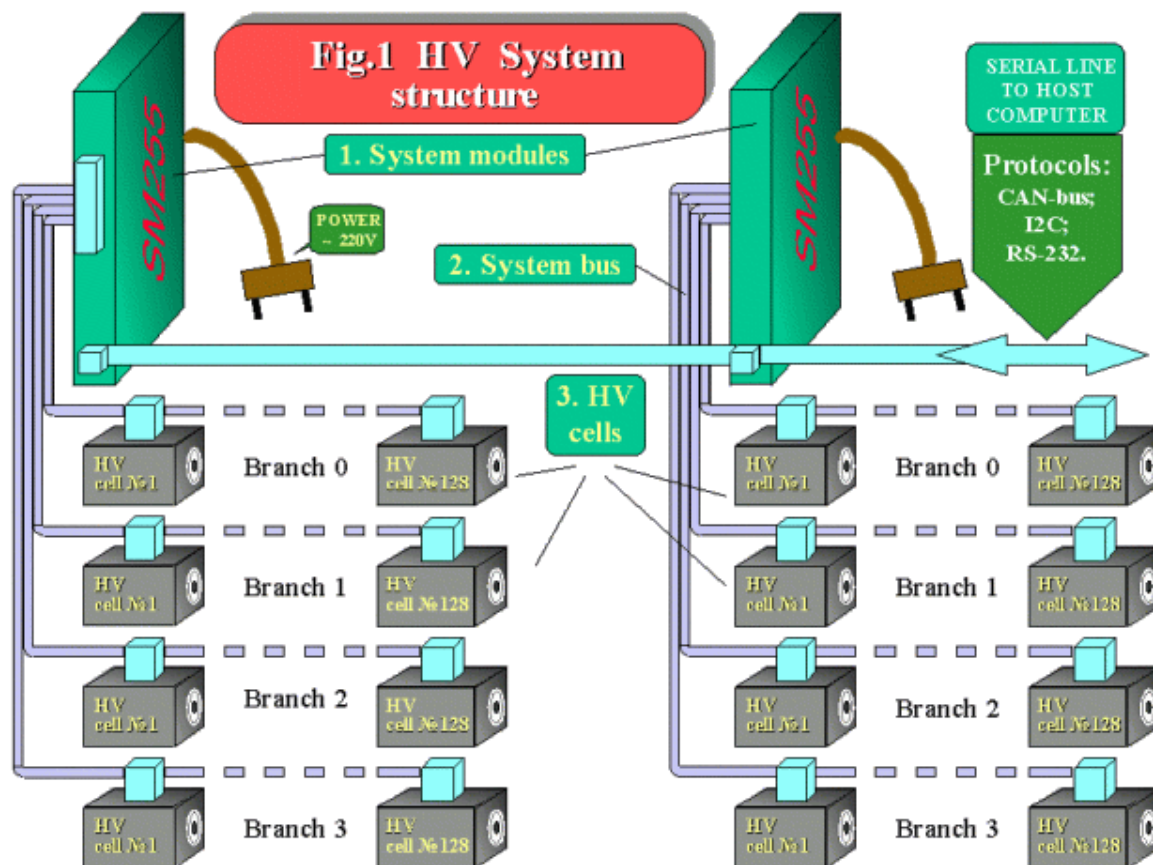 Fig.1 HV System
structure
SERIAL LINE
TO HOST
COMPUTER
Protocols:
CAN-bus;
I2C;
RS-232.
SM255
SM255
1. System modules
POWER
~ 220V
2. System bus
3. HV
cells
HV
cell №1
Branch 0
HV
cell №128
HV
cell №1
Branch 0
HV
cell №128
HV
cell №1
Branch 1
HV
cell №128
HV
cell №1
Branch 1
HV
cell №128
HV
cell №1
Branch 2
HV
cell №128
HV
cell №1
Branch 2
HV
cell №128
HV
cell №1
Branch 3
HV
cell №128
HV
cell №1
Branch 3
HV
cell №128